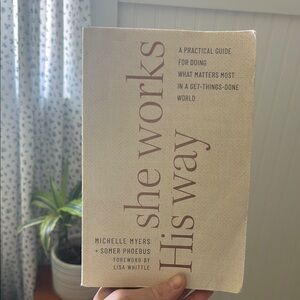 she works
His way
A PRACTICAL GUIDE
FOR DOING
WHAT MATTERS MOST
IN A GET-THINGS-DONE
WORLD
MICHELLE MYERS
+ SOMER PHOEBUS
FOREWORD BY
LISA WHITTLE